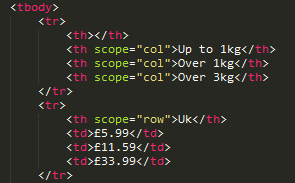 <tbody>
<tr>
<th></th>
<th scope="col">Up to 1kg</th>
<th scope="col">Over 1kg</th>
<th scope="col">Over 3kg</th>
</tr>
<tr>
<th scope="row">Uk</th>
<td>£5.99</td>
<td>£11.59</td>
<td>£33.99</td>
</tr>